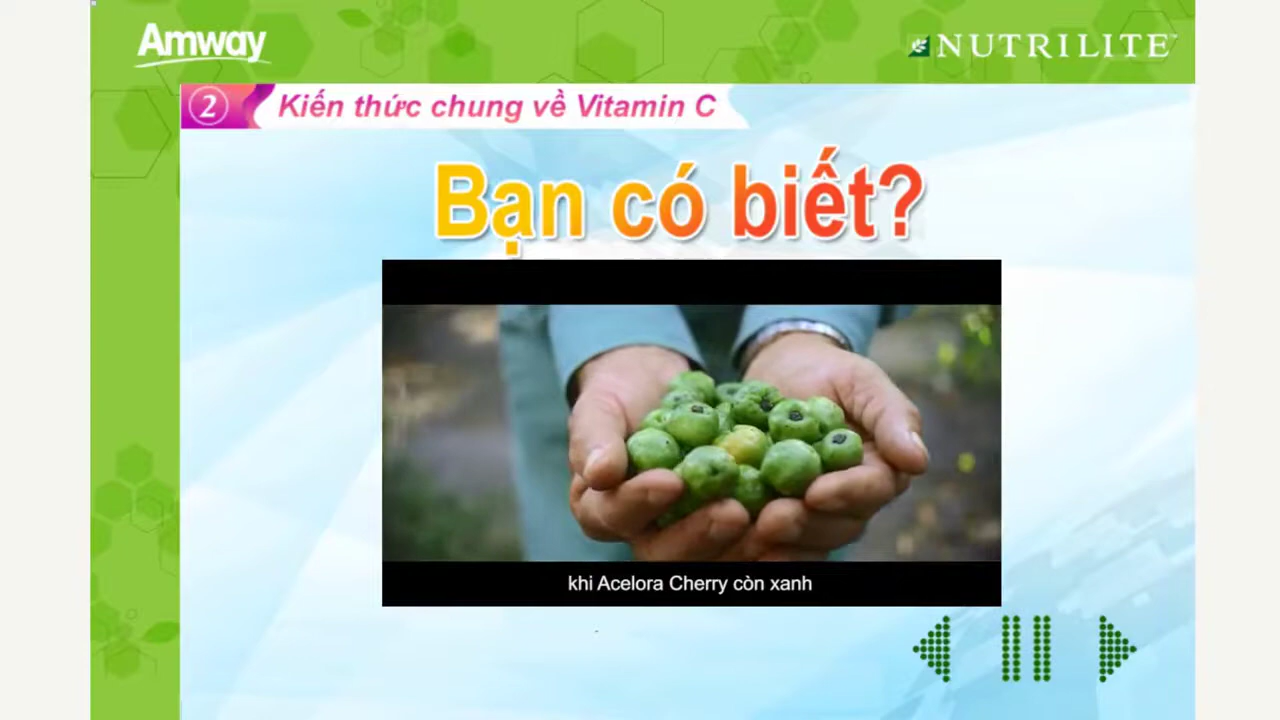 Amway
NUTRILITE
2 Kiến thức chung về Vitamin C
Bạn có biết?
khi Acelora Cherry còn xanh